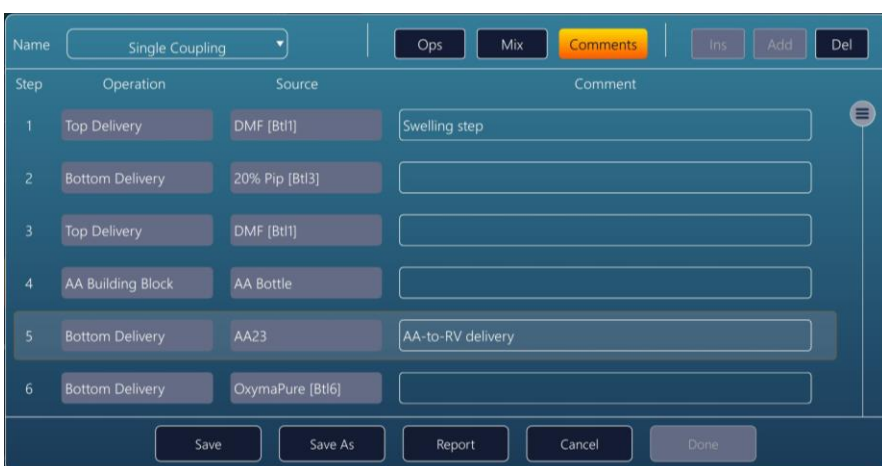 Name Single Coupling Ops Mix Comments Ins Add Del
Step Operation Source Comment
1 Top Delivery DMF [Btl1] Swelling step
2 Bottom Delivery 20% Pip [Btl3]
3 Top Delivery DMF [Btl1]
4 AA Building Block AA Bottle
5 Bottom Delivery AA23 AA-to-RV delivery
6 Bottom Delivery OxymaPure [Btl6]
Save Save As Report Cancel Done